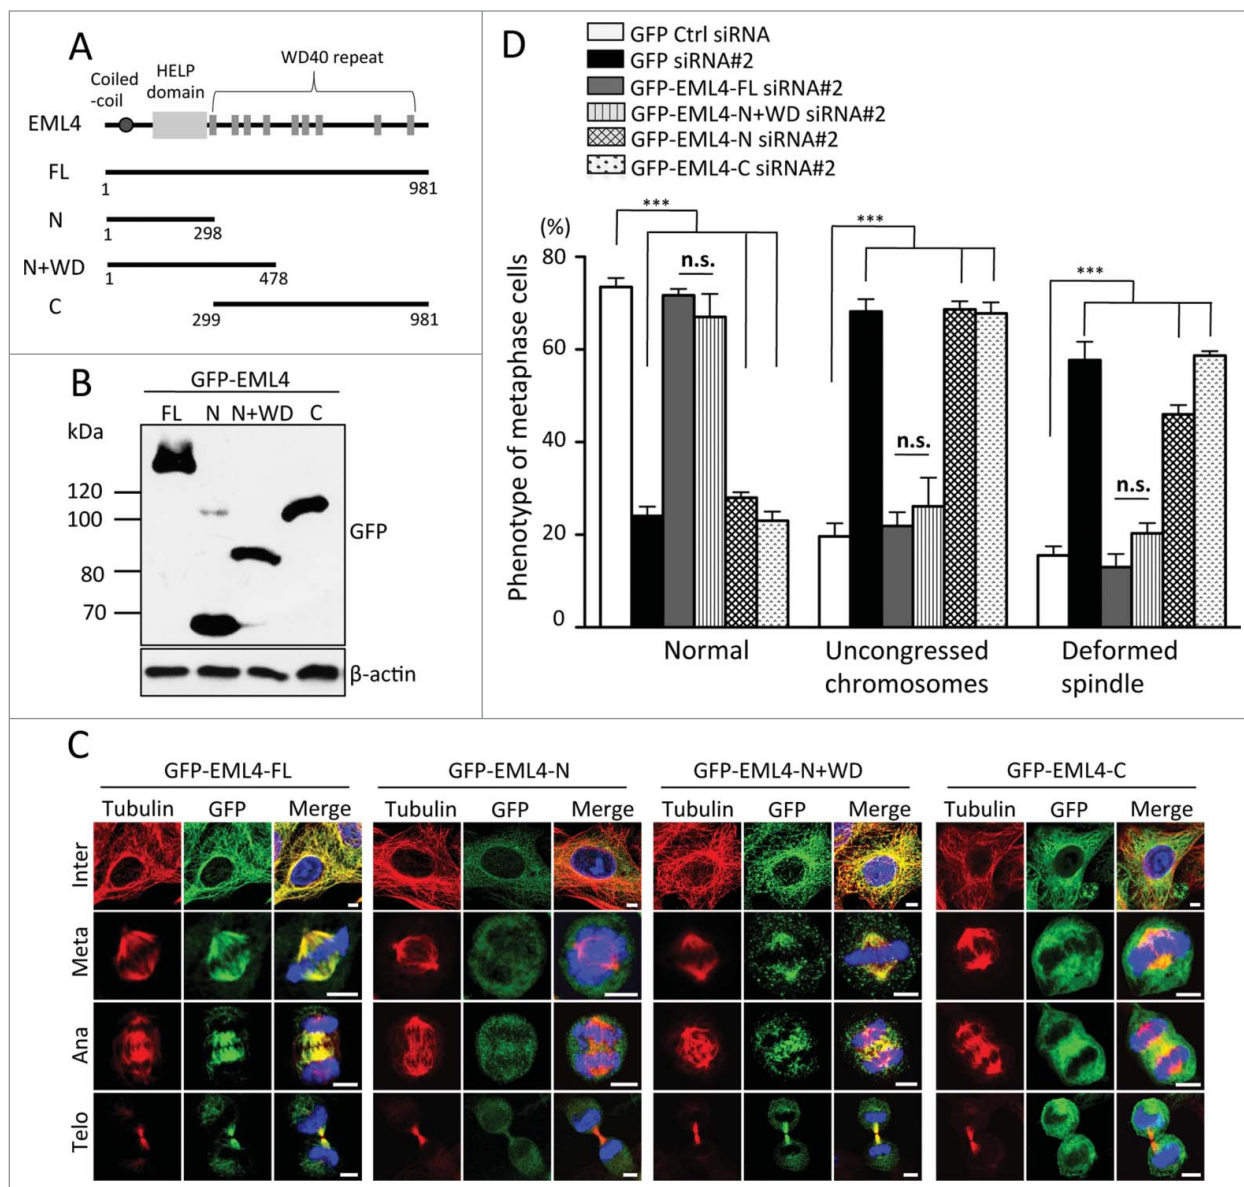 A
Coiled
-coil
HELP
domain
WD40 repeat
EML4
FL
1
981
N
1
298
N+WD
1
478
C
299
981
B
GFP-EML4
FL N N+WD C
kDa
120
100
80
70
GFP
β-actin
D
GFP Ctrl siRNA
GFP siRNA#2
GFP-EML4-FL siRNA#2
GFP-EML4-N+WD siRNA#2
GFP-EML4-N siRNA#2
GFP-EML4-C siRNA#2
(%)
Phenotype of metaphase cells
80
60
40
20
0
***
n.s.
***
n.s.
***
n.s.
Normal
Uncongressed
chromosomes
Deformed
spindle
C
GFP-EML4-FL
GFP-EML4-N
GFP-EML4-N+WD
GFP-EML4-C
Tubulin GFP Merge
Tubulin GFP Merge
Tubulin GFP Merge
Tubulin GFP Merge
Inter
Meta
Ana
Telo